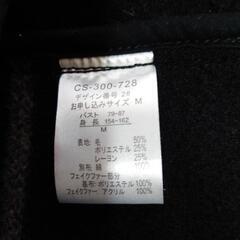 CS-300-728
デザイン番号 28
お申し込みサイズ M
バスト 79-87
身長 154-162
M
表地: 毛 50%
ポリエステル 25%
レーヨン 25%
裏地: 綿 100%
フェイクファー部分
基布: ポリエステル 100%
フェイクファー: アクリル 100%